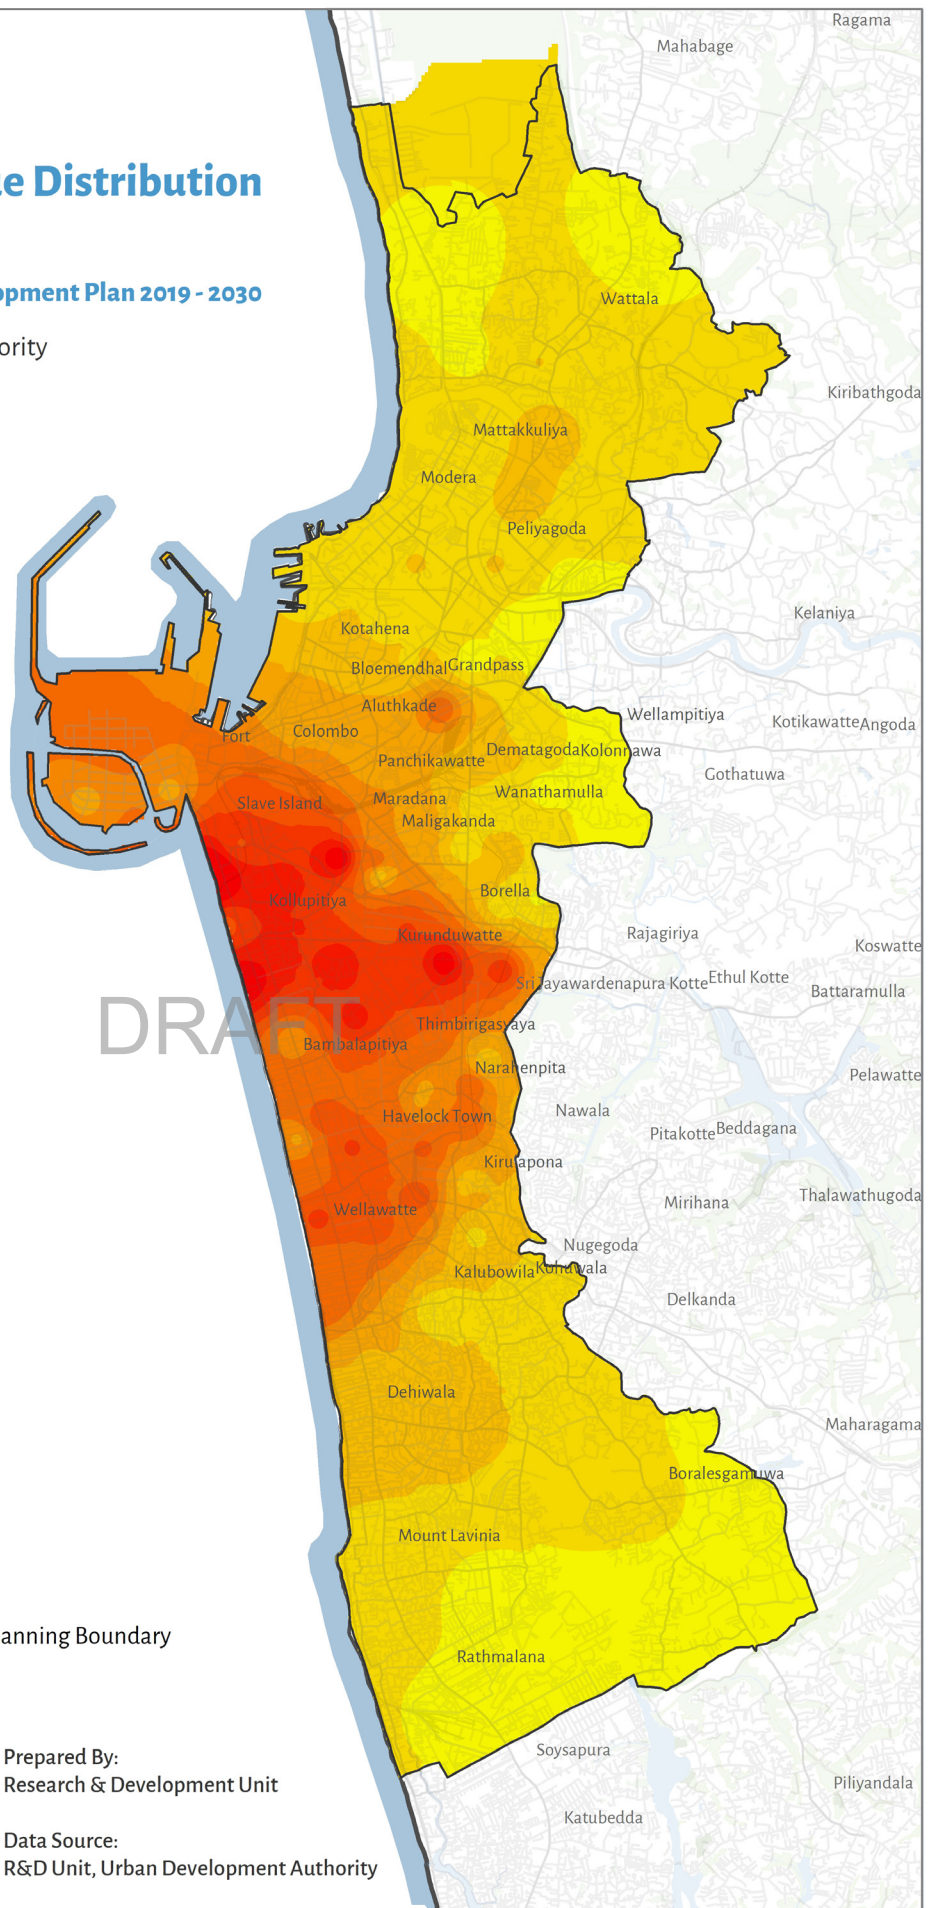 Ragama
Mahabage
e Distribution
opment Plan 2019 - 2030
Wattala
ority
Kiribathgoda
Mattakkuliya
Modera
Peliyagoda
Kelaniya
Kotahena
Bloemendhal Grandpass
Aluthkade
Wellampitiya
Kotikawatte Angoda
Fort
Colombo
Dematagoda Kolonnawa
Panchikawatte
Gothatuwa
Wanathamulla
Slave Island
Maradana
Maligakanda
Borella
Kollupitiya
Kurunduwatte
Rajagiriya
Koswatte
Sri Jayawardenapura Kotte Ethul Kotte
Battaramulla
DRAFT
Thimbirigasyaya
Bambalapitiya
Narahenpita
Pelawatte
Nawala
Havelock Town
Pitakotte Beddagana
Kirulapona
Thalawathugoda
Mirihana
Wellawatte
Nugegoda
Kalubowila Kohuwala
Delkanda
Dehiwala
Maharagama
Boralesgamuwa
Mount Lavinia
anning Boundary
Rathmalana
Soysapura
Prepared By:
Research & Development Unit
Piliyandala
Katubedda
Data Source:
R&D Unit, Urban Development Authority